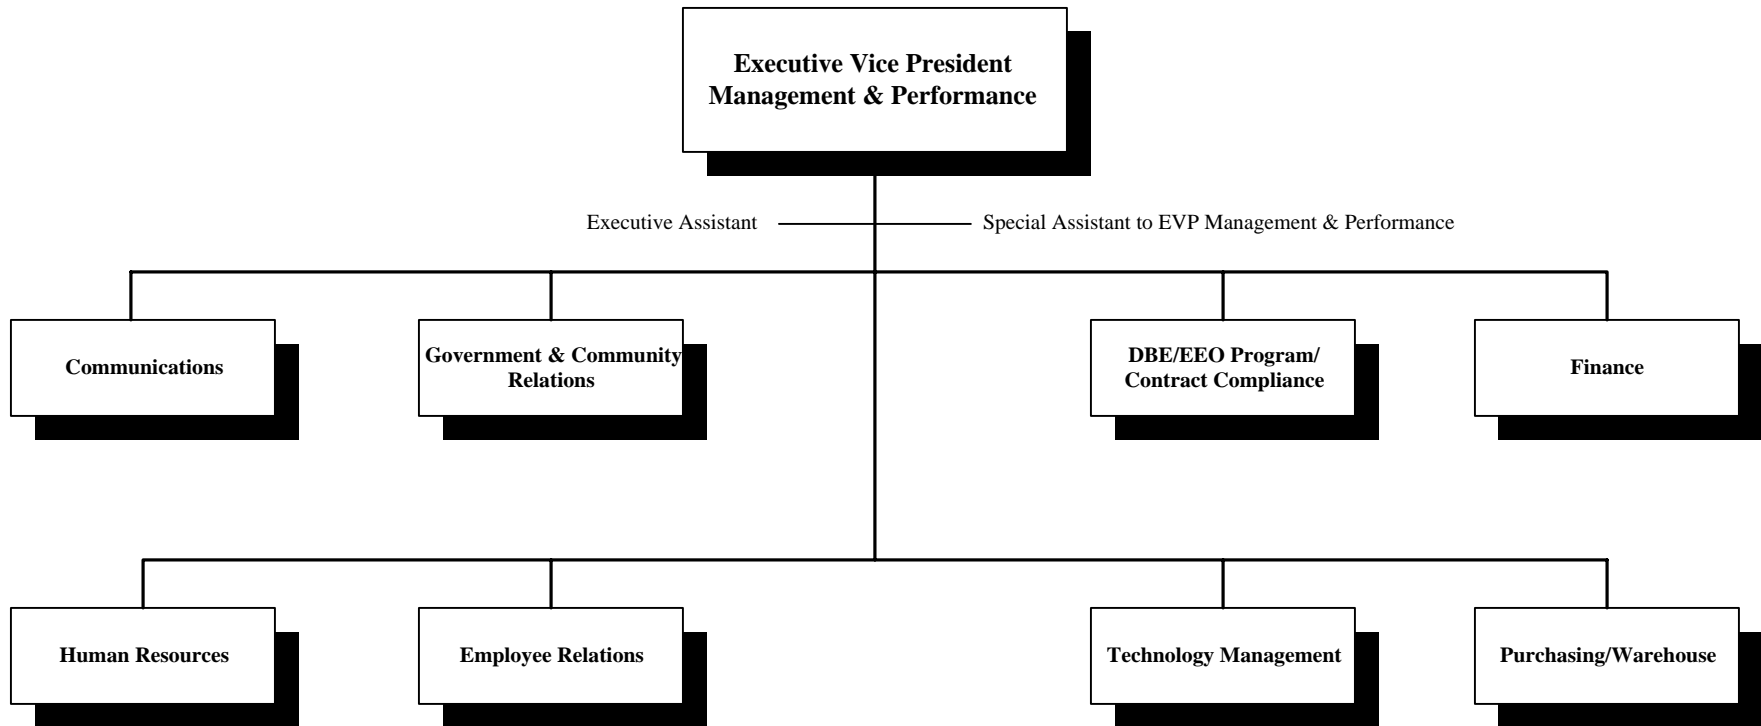 Executive Vice President
Management & Performance
Executive Assistant
Special Assistant to EVP Management & Performance
Communications
Government & Community
Relations
DBE/EEO Program/
Contract Compliance
Finance
Human Resources
Employee Relations
Technology Management
Purchasing/Warehouse